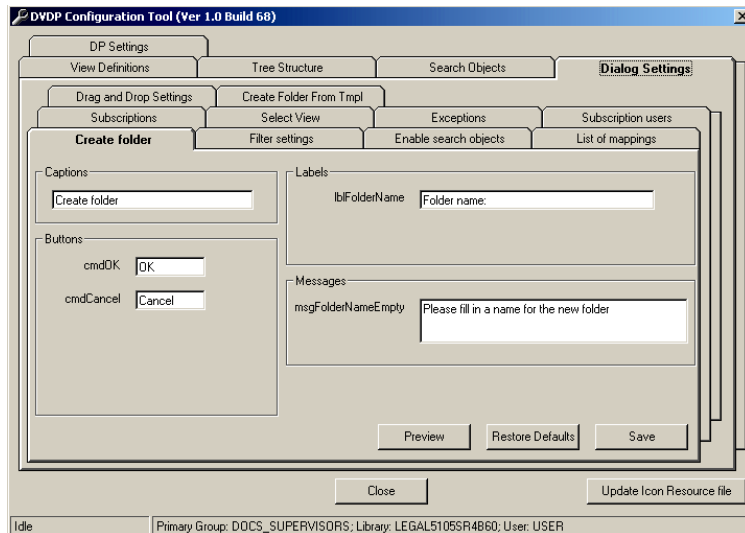 DVDP Configuration Tool (Ver 1.0 Build 68)
DP Settings
View Definitions Tree Structure Search Objects Dialog Settings
Drag and Drop Settings Create Folder From Tmpl
Subscriptions Select View Exceptions Subscription users
Create folder Filter settings Enable search objects List of mappings
Captions
Create folder
Labels
lblFolderName Folder name:
Buttons
cmdOK OK
cmdCancel Cancel
Messages
msgFolderNameEmpty Please fill in a name for the new folder
Preview Restore Defaults Save
Close Update Icon Resource file
Idle Primary Group: DOCS_SUPERVISORS; Library: LEGAL5105SR4B60; User: USER